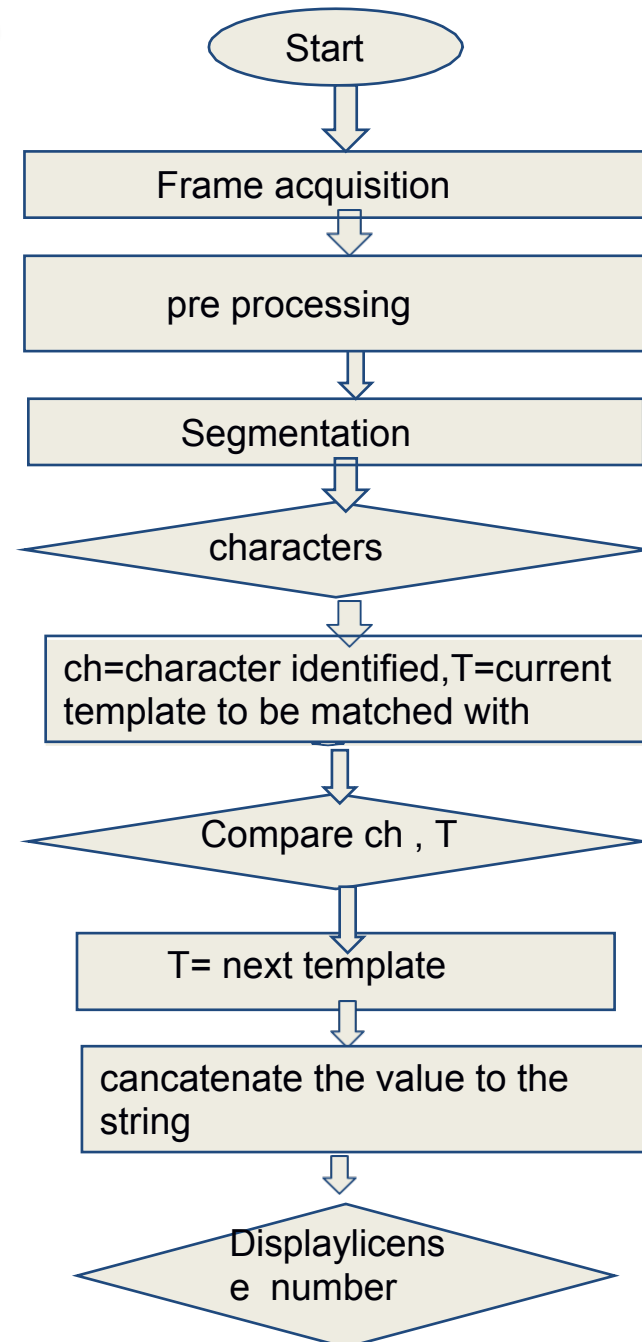 Start
Frame acquisition
pre processing
Segmentation
characters
ch=character identified,T=current
template to be matched with
Compare ch , T
T= next template
cancatenate the value to the
string
Displaylicens
e number